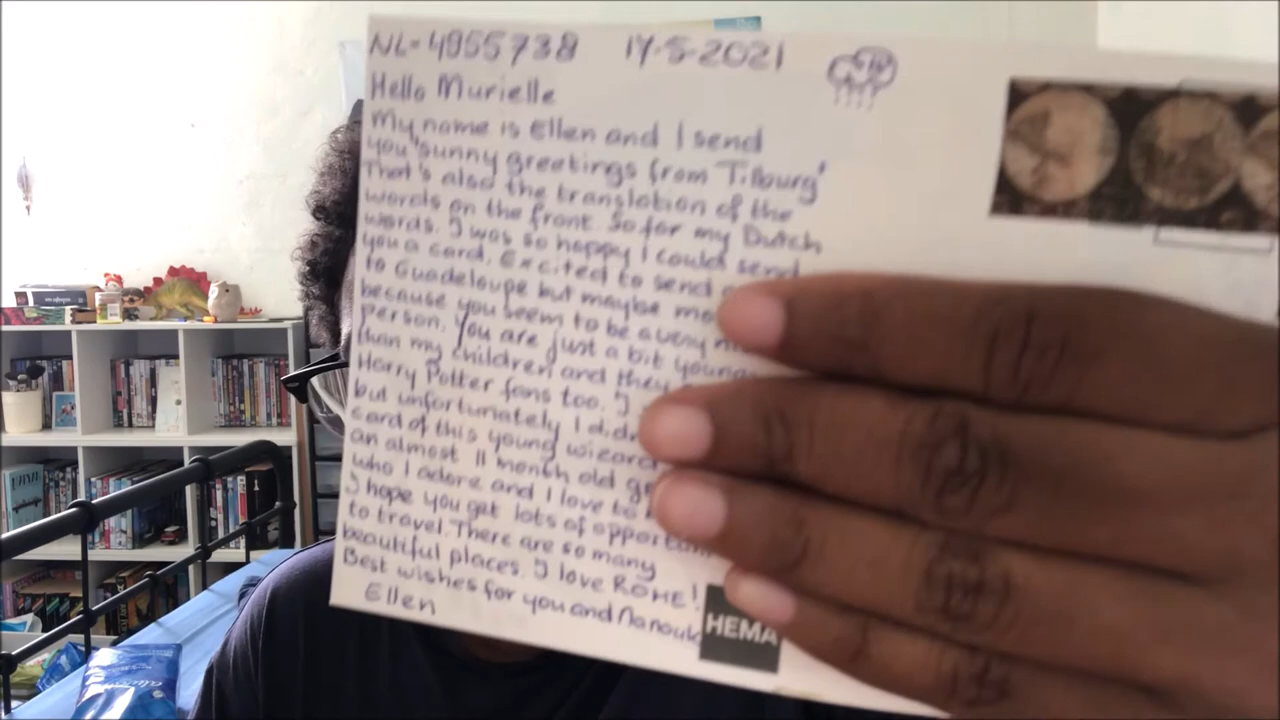 NL-4955738 17-5-2021
Hello Murielle
My name is Ellen and I send
you 'sunny greetings from Tilburg'
That's also the translation of the
words on the front. So for my Dutch
words. I was so happy I could send
you a card. Excited to send
to Guadeloupe but maybe
because you seem to be a very
person. You are just a bit
than my children and they
Harry Potter fans too. I
but unfortunately I
card of this young wizard
an almost 11 month old
who I adore and I love to
I hope you get lots of
to travel. There are so many
beautiful places. I love ROME!
Best wishes for you and Manouk
Ellen
HEMA